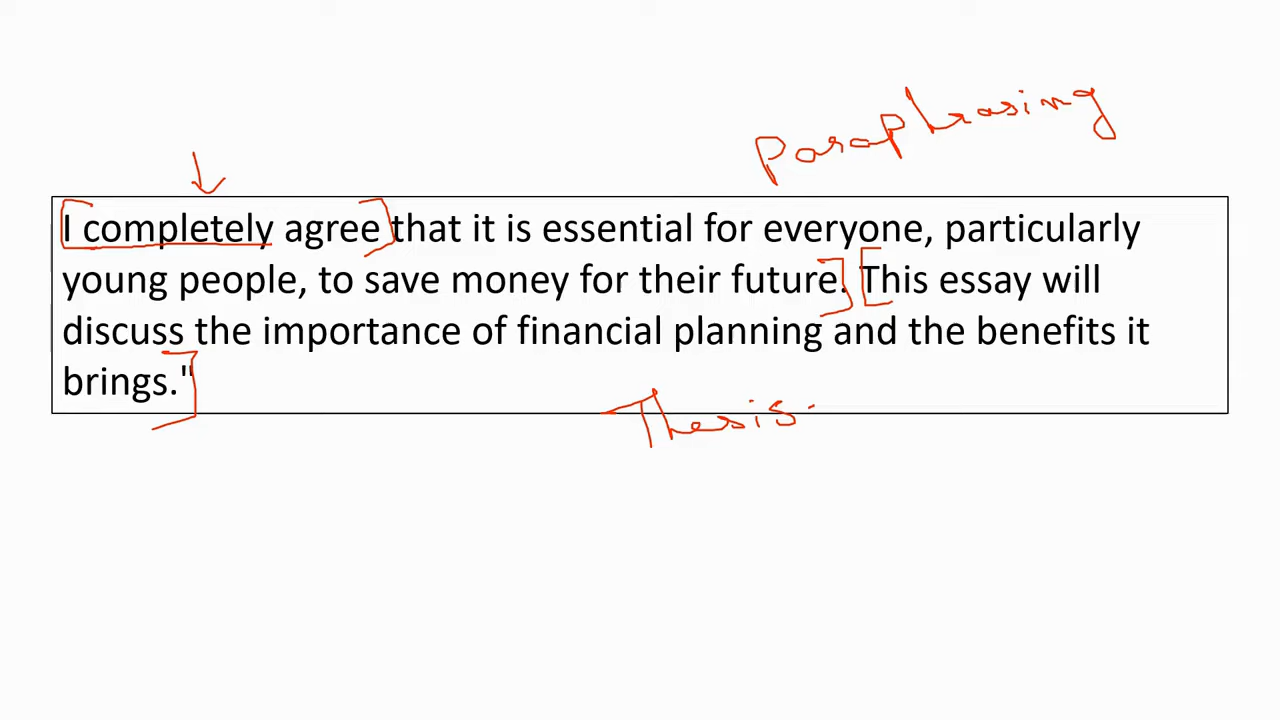 Paraphrasing
I completely agree that it is essential for everyone, particularly
young people, to save money for their future. This essay will
discuss the importance of financial planning and the benefits it
brings."
Thesis.